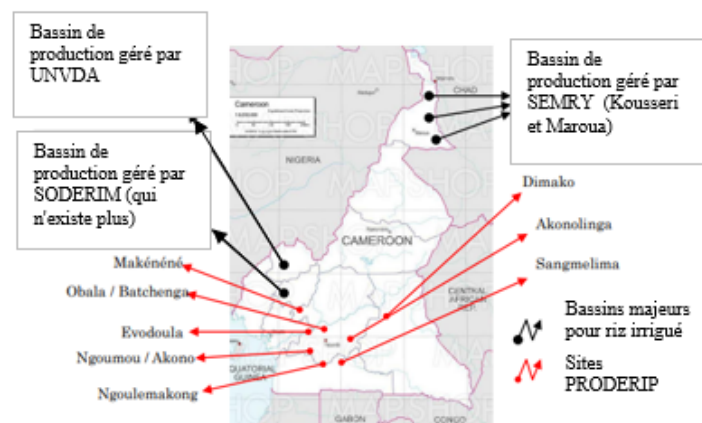 Bassin de
production géré par
UNVDA
Bassin de
production géré par
SEMRY (Kousseri
et Maroua)
Bassin de
production géré par
SODERIM (qui
n'existe plus)
Cameroon
CHAD
NIGERIA
CAMEROON
CENTRAL
AFRICAN
REP.
EQUATORIAL
GUINEA
GABON
CONGO
MAPSHOP
Dimako
Akonolinga
Sangmelima
Makénéné
Obala / Batchenga
Evodoula
Ngoumou / Akono
Ngoulemakong
Bassins majeurs
pour riz irrigué
Sites
PRODERIP